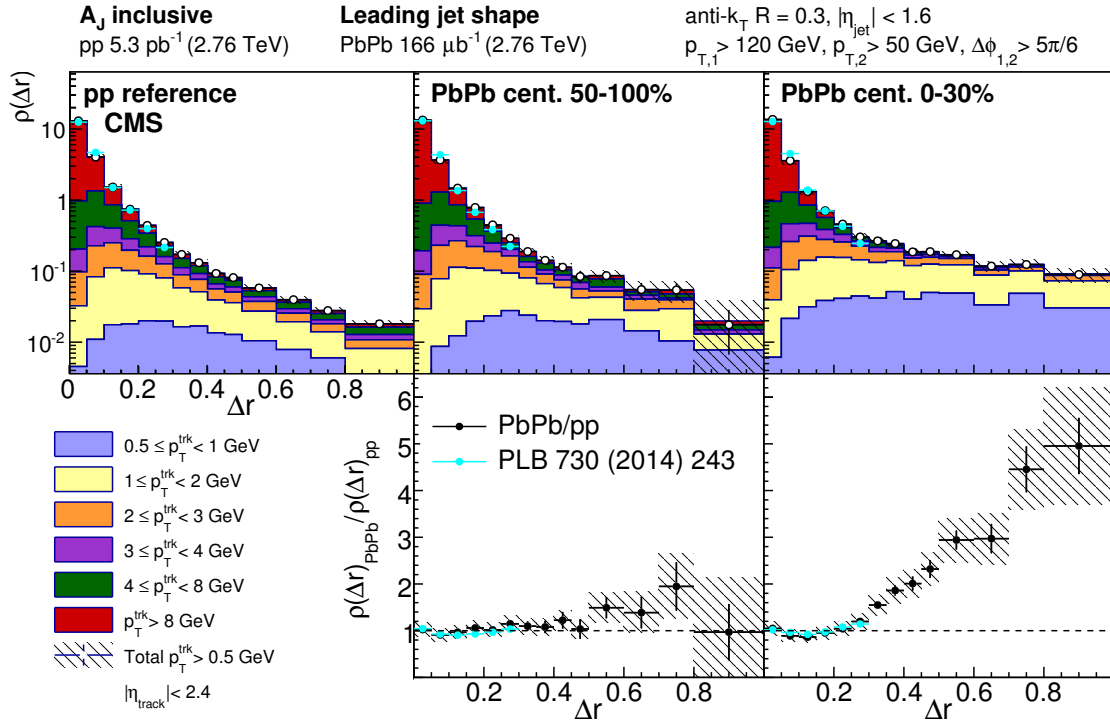 A_J inclusive
pp 5.3 pb^-1 (2.76 TeV)
Leading jet shape
PbPb 166 μb^-1 (2.76 TeV)
anti-k_T R = 0.3, |η_jet| < 1.6
p_T,1 > 120 GeV, p_T,2 > 50 GeV, Δϕ_1,2 > 5π/6
ρ(Δr)
pp reference
CMS
PbPb cent. 50-100%
PbPb cent. 0-30%
10
1
10^-1
10^-2
0 0.2 0.4 0.6 0.8
Δr
0.5 ≤ p_T^trk < 1 GeV
1 ≤ p_T^trk < 2 GeV
2 ≤ p_T^trk < 3 GeV
3 ≤ p_T^trk < 4 GeV
4 ≤ p_T^trk < 8 GeV
p_T^trk > 8 GeV
Total p_T^trk > 0.5 GeV
|η_track| < 2.4
ρ(Δr)_PbPb/ρ(Δr)_pp
6
5
4
3
2
1
1
PbPb/pp
PLB 730 (2014) 243
0.2 0.4 0.6 0.8
Δr
0.2 0.4 0.6 0.8
Δr